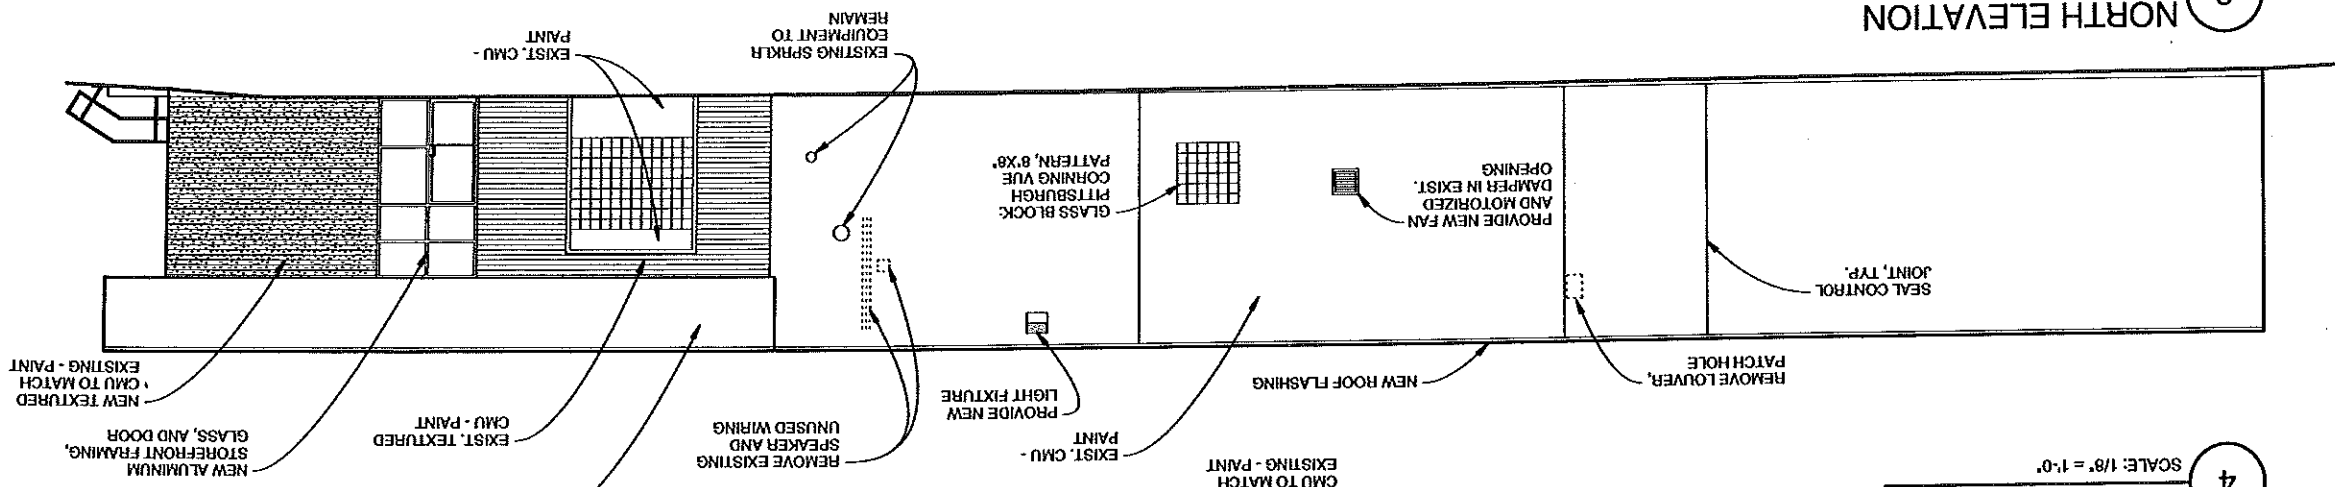 4
SCALE: 1/8" = 1'-0"
CMU TO MATCH
EXISTING - PAINT
EXIST. CMU -
PAINT
REMOVE EXISTING
SPEAKER AND
UNUSED WIRING
EXIST. TEXTURED
CMU - PAINT
NEW ALUMINUM
STOREFRONT FRAMING,
GLASS, AND DOOR
REMOVE LOUVER,
PATCH HOLE
NEW ROOF FLASHING
PROVIDE NEW
LIGHT FIXTURE
NEW TEXTURED
CMU TO MATCH
EXISTING - PAINT
SEAL CONTROL
JOINT, TYP.
PROVIDE NEW FAN
AND MOTORIZED
DAMPER IN EXIST.
OPENING
GLASS BLOCK:
PITTSBURGH
CORNING VUE
PATTERN, 8"X8"
EXISTING SPRKLR
EQUIPMENT TO
REMAIN
EXIST. CMU -
PAINT
NORTH ELEVATION